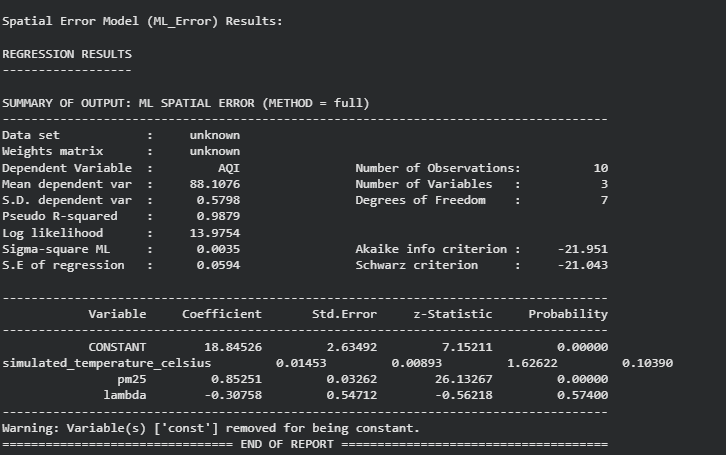 Spatial Error Model (ML_Error) Results:
REGRESSION RESULTS
------------------
SUMMARY OF OUTPUT: ML SPATIAL ERROR (METHOD = full)
------------------------------------------------------------------------------------
Data set            :     unknown
Weights matrix      :     unknown
Dependent Variable  :         AQI                Number of Observations:          10
Mean dependent var  :     88.1076                Number of Variables   :           3
S.D. dependent var  :      0.5798                Degrees of Freedom    :           7
Pseudo R-squared    :      0.9879
Log likelihood      :     13.9754
Sigma-square ML     :      0.0035                Akaike info criterion :     -21.951
S.E of regression   :      0.0594                Schwarz criterion     :     -21.043
------------------------------------------------------------------------------------
            Variable     Coefficient       Std.Error     z-Statistic     Probability
------------------------------------------------------------------------------------
            CONSTANT        18.84526         2.63492         7.15211         0.00000
simulated_temperature_celsius         0.01453         0.00893         1.62622         0.10390
                pm25         0.85251         0.03262        26.13267         0.00000
              lambda        -0.30758         0.54712        -0.56218         0.57400
------------------------------------------------------------------------------------
Warning: Variable(s) ['const'] removed for being constant.
================================ END OF REPORT =====================================